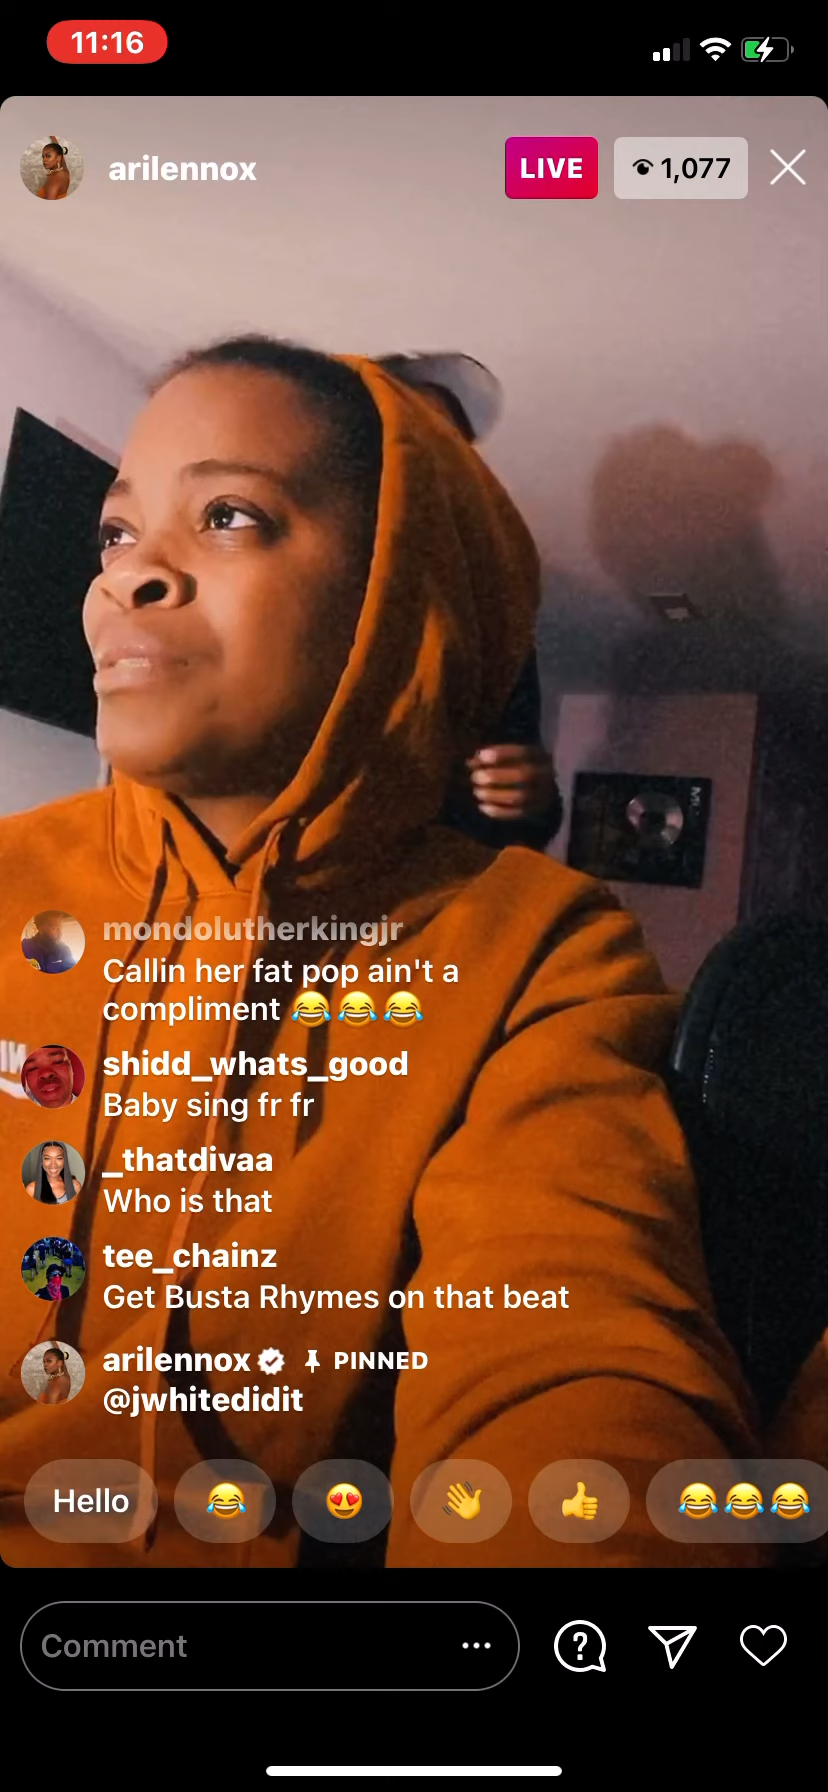 11:16
arilennox
LIVE
1,077
mondolutherkingjr
Callin her fat pop ain't a
compliment 😂😂😂
shidd_whats_good
Baby sing fr fr
_thatdivaa
Who is that
tee_chainz
Get Busta Rhymes on that beat
arilennox PINNED
@jwhitedidit
Hello 😂 😍 👋 👍 😂😂😂
Comment